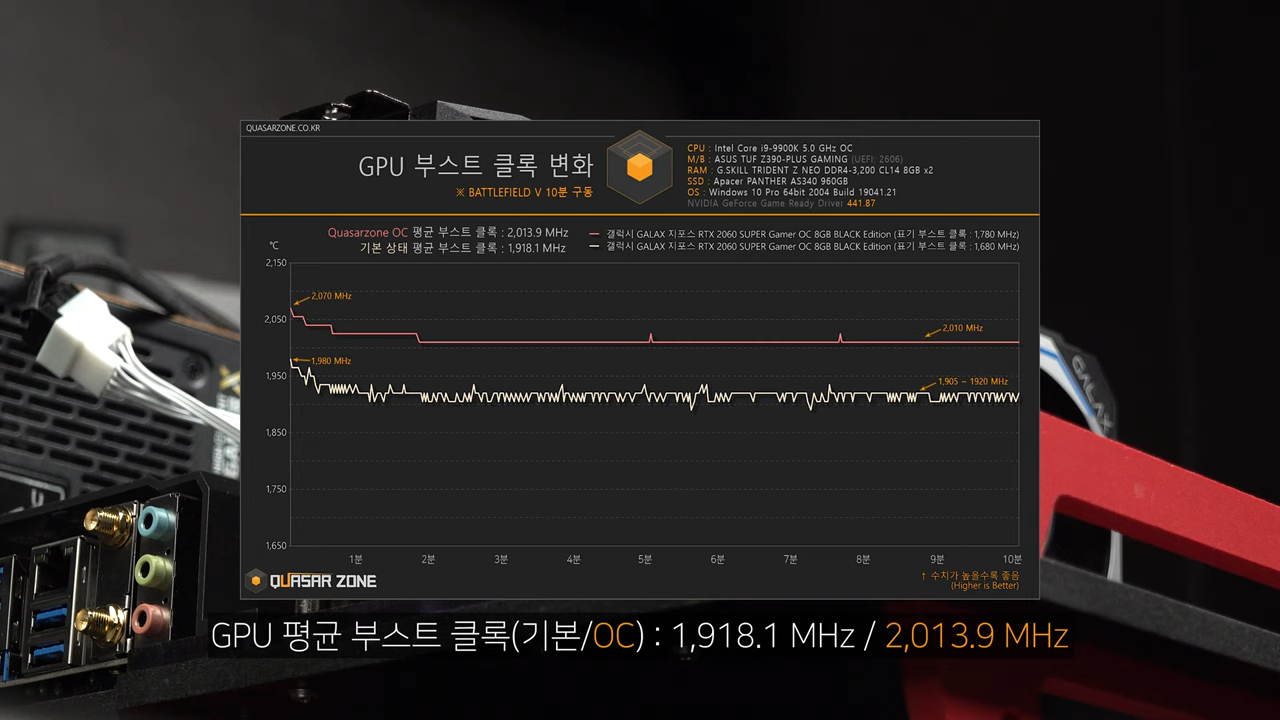 QUASARZONE.CO.KR
GPU 부스트 클록 변화
※ BATTLEFIELD V 10분 구동
CPU : Intel Core i9-9900K 5.0 GHz OC
M/B : ASUS TUF Z390-PLUS GAMING (UEFI: 2606)
RAM : G.SKILL TRIDENT Z NEO DDR4-3,200 CL14 8GB x2
SSD : Apacer PANTHER AS340 960GB
OS : Windows 10 Pro 64bit 2004 Build 19041.21
NVIDIA GeForce Game Ready Driver 441.87
Quasarzone OC 평균 부스트 클록 : 2,013.9 MHz
기본 상태 평균 부스트 클록 : 1,918.1 MHz
갤럭시 GALAX 지포스 RTX 2060 SUPER Gamer OC 8GB BLACK Edition (표기 부스트 클록 : 1,780 MHz)
갤럭시 GALAX 지포스 RTX 2060 SUPER Gamer OC 8GB BLACK Edition (표기 부스트 클록 : 1,680 MHz)
℃
2,150
2,050
1,950
1,850
1,750
1,650
2,070 MHz
2,010 MHz
1,980 MHz
1,905 ~ 1920 MHz
1분 2분 3분 4분 5분 6분 7분 8분 9분 10분
QUASAR ZONE
↑ 수치가 높을수록 좋음
(Higher is Better)
GALAX
GPU 평균 부스트 클록(기본/OC) : 1,918.1 MHz / 2,013.9 MHz